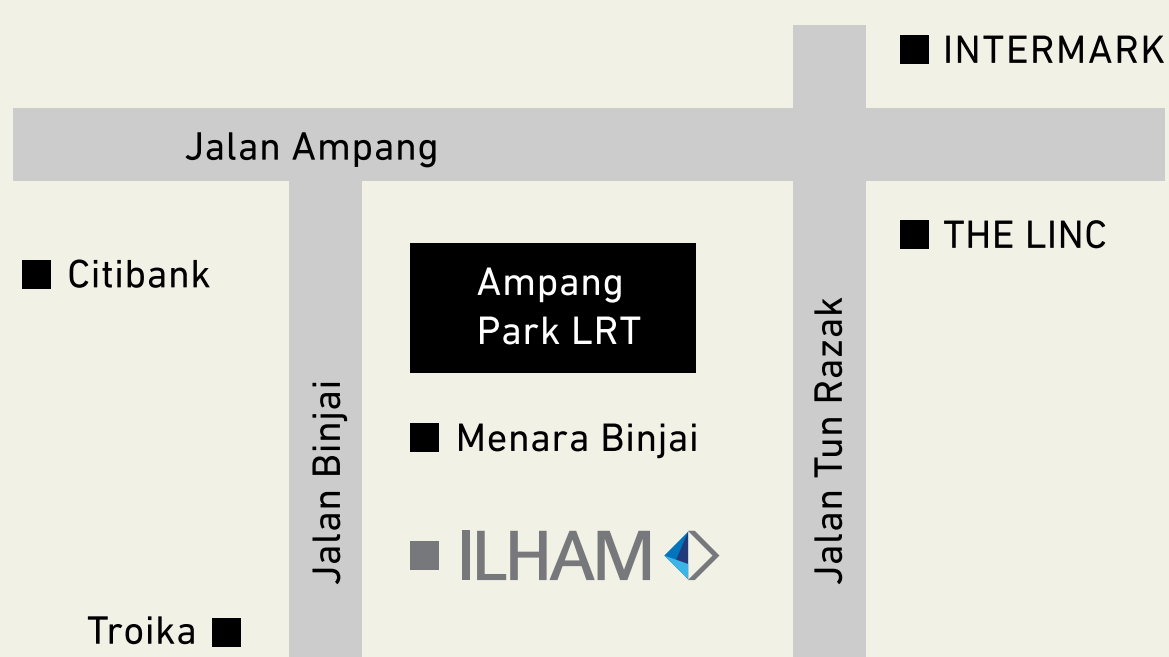 INTERMARK
Jalan Ampang
THE LINC
Citibank
Ampang
Park LRT
Jalan Binjai
Jalan Tun Razak
Menara Binjai
ILHAM
Troika